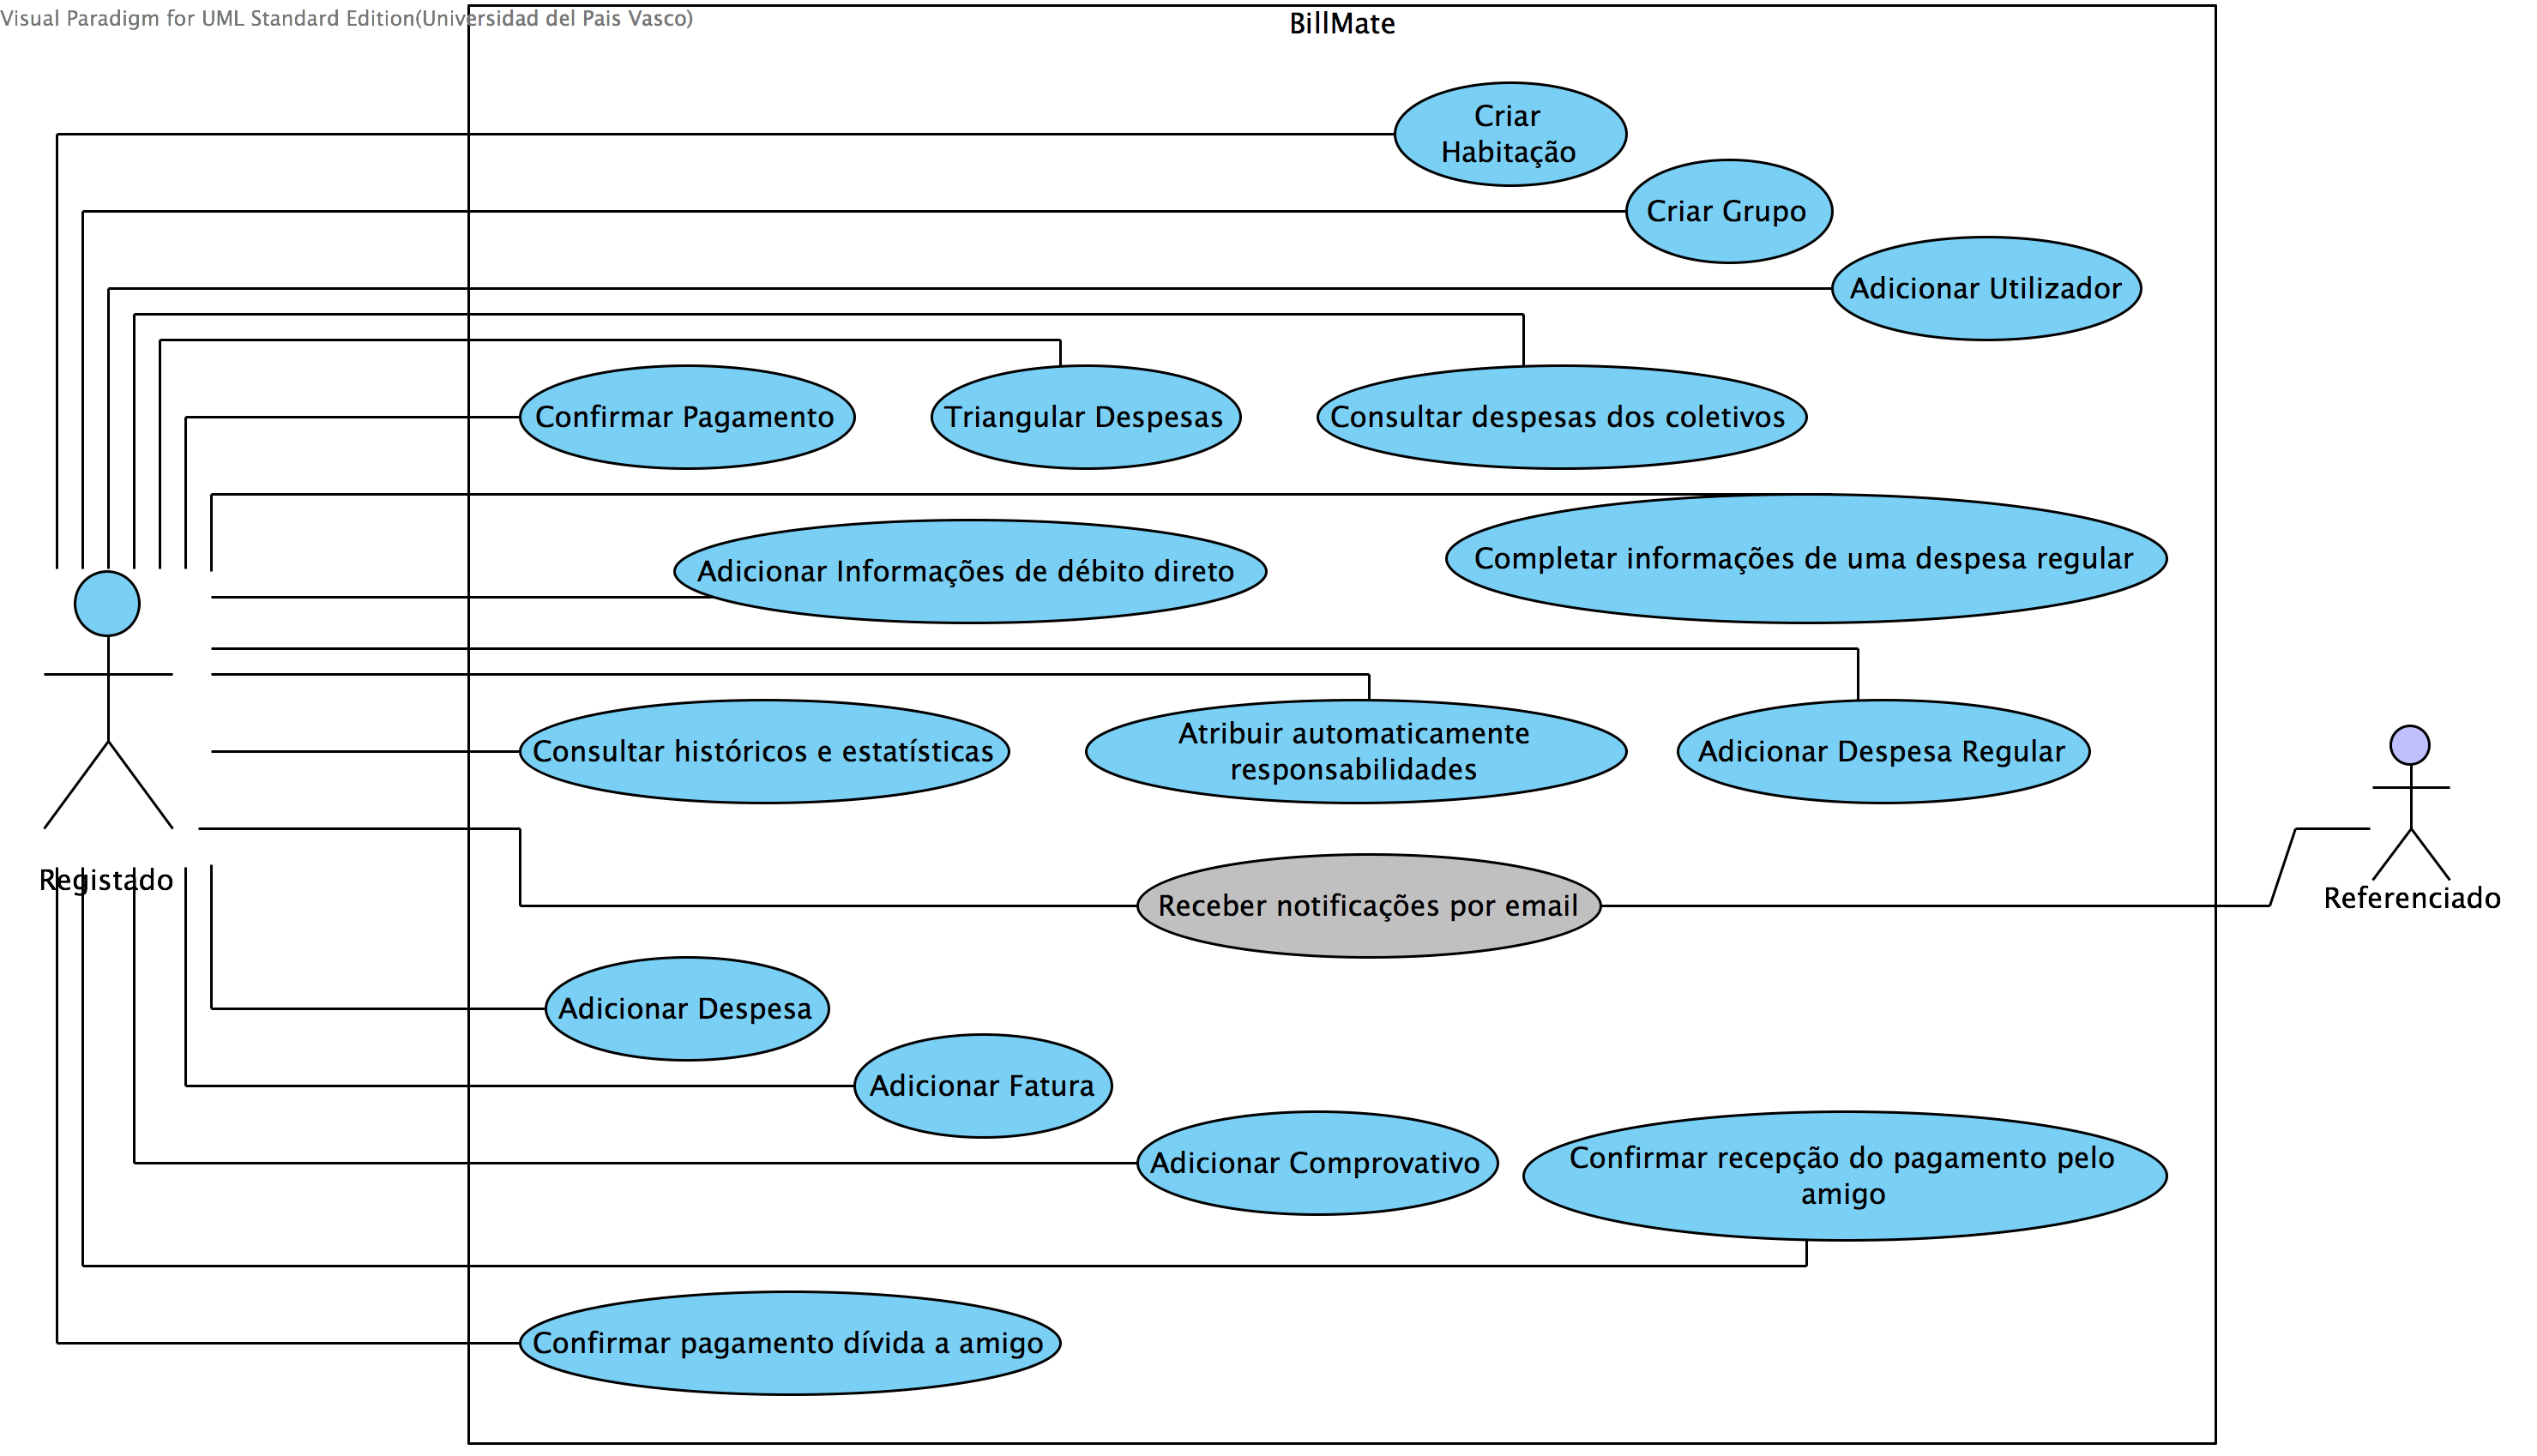 Visual Paradigm for UML Standard Edition(Universidad del Pais Vasco)
BillMate
Criar
Habitação
Criar Grupo
Adicionar Utilizador
Confirmar Pagamento
Triangular Despesas
Consultar despesas dos coletivos
Adicionar Informações de débito direto
Completar informações de uma despesa regular
Consultar históricos e estatísticas
Atribuir automaticamente
responsabilidades
Adicionar Despesa Regular
Registado
Receber notificações por email
Referenciado
Adicionar Despesa
Adicionar Fatura
Adicionar Comprovativo
Confirmar recepção do pagamento pelo
amigo
Confirmar pagamento dívida a amigo